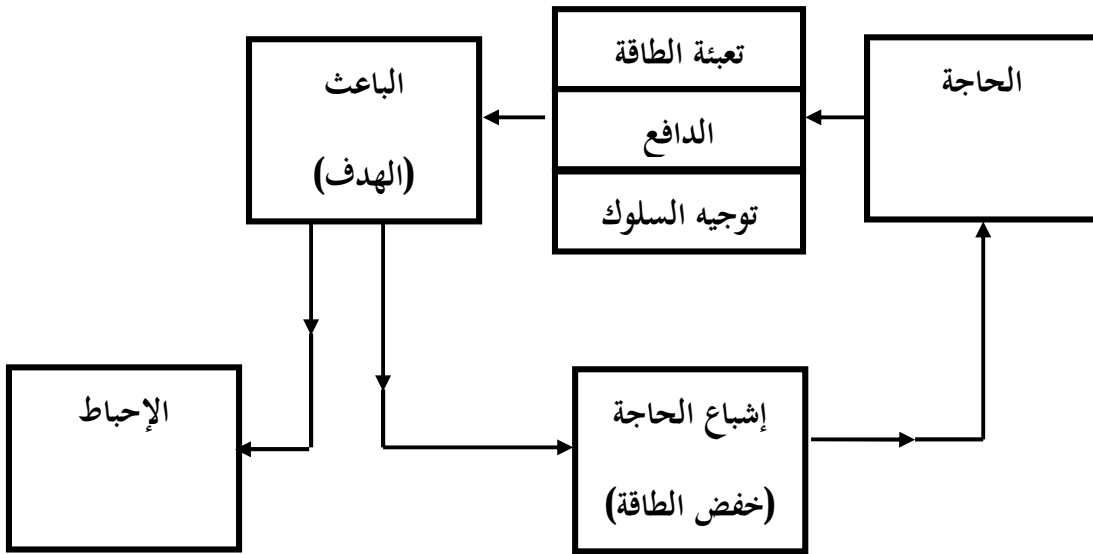 الحاجة
تعبئة الطاقة
الدافع
توجيه السلوك
الباعث
(الهدف)
إشباع الحاجة
(خفض الطاقة)
الإحباط